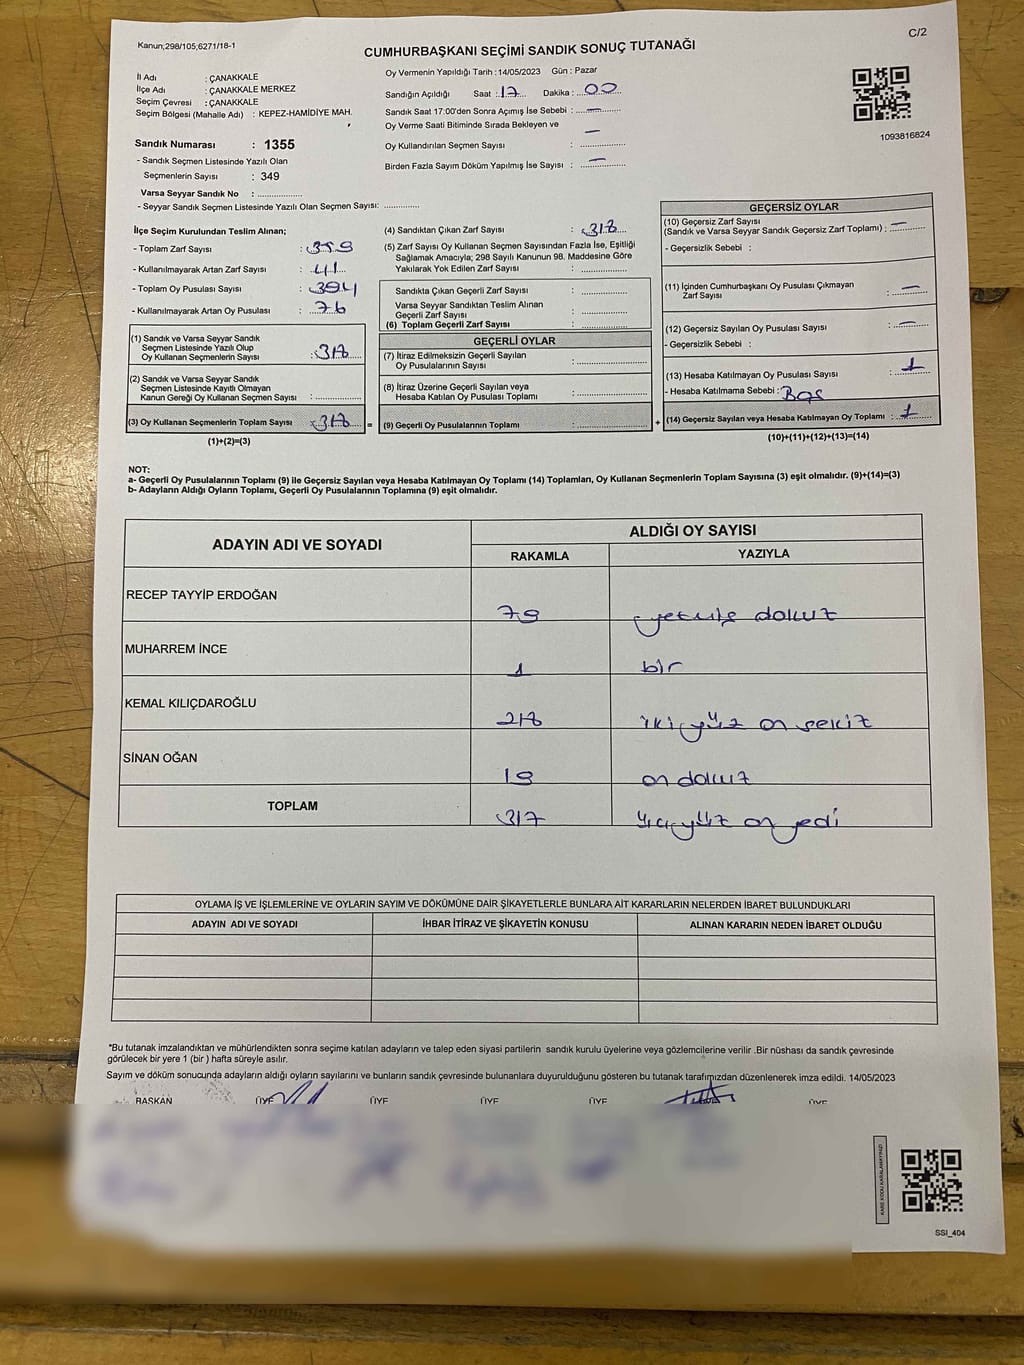 Kanun;298/105;6271/18-1
C/2
CUMHURBAŞKANI SEÇİMİ SANDIK SONUÇ TUTANAĞI
İl Adı : ÇANAKKALE
İlçe Adı : ÇANAKKALE MERKEZ
Seçim Çevresi : ÇANAKKALE
Seçim Bölgesi (Mahalle Adı) : KEPEZ-HAMİDİYE MAH.
Sandık Numarası : 1355
- Sandık Seçmen Listesinde Yazılı Olan
Seçmenlerin Sayısı : 349
Varsa Seyyar Sandık No : ..............
- Seyyar Sandık Seçmen Listesinde Yazılı Olan Seçmen Sayısı: ............
Oy Vermenin Yapıldığı Tarih : 14/05/2023 Gün : Pazar
Sandığın Açıldığı Saat : 17 Dakika : 00
Sandık Saat 17:00'den Sonra Açımış İse Sebebi : —
Oy Verme Saati Bitiminde Sırada Bekleyen ve
Oy Kullandırılan Seçmen Sayısı : —
Birden Fazla Sayım Döküm Yapılmış İse Sayısı : —
1093816824
İlçe Seçim Kurulundan Teslim Alınan;
- Toplam Zarf Sayısı : 359
- Kullanılmayarak Artan Zarf Sayısı : 41
- Toplam Oy Pusulası Sayısı : 394
- Kullanılmayarak Artan Oy Pusulası : 76
(1) Sandık ve Varsa Seyyar Sandık
Seçmen Listesinde Yazılı Olup
Oy Kullanan Seçmenlerin Sayısı : 318
(2) Sandık ve Varsa Seyyar Sandık
Seçmen Listesinde Kayıtlı Olmayan
Kanun Gereği Oy Kullanan Seçmen Sayısı : ..............
(3) Oy Kullanan Seçmenlerin Toplam Sayısı : 318 =
(1)+(2)=(3)
(4) Sandıktan Çıkan Zarf Sayısı : 318
(5) Zarf Sayısı Oy Kullanan Seçmen Sayısından Fazla İse, Eşitliği
Sağlamak Amacıyla; 298 Sayılı Kanunun 98. Maddesine Göre
Yakılarak Yok Edilen Zarf Sayısı : ..............
Sandıkta Çıkan Geçerli Zarf Sayısı : ..............
Varsa Seyyar Sandıktan Teslim Alınan
Geçerli Zarf Sayısı : ..............
(6) Toplam Geçerli Zarf Sayısı : ..............
GEÇERLİ OYLAR
(7) İtiraz Edilmeksizin Geçerli Sayılan
Oy Pusulalarının Sayısı : ..............
(8) İtiraz Üzerine Geçerli Sayılan veya
Hesaba Katılan Oy Pusulası Toplamı : ..............
(9) Geçerli Oy Pusulalarının Toplamı : .............. +
GEÇERSİZ OYLAR
(10) Geçersiz Zarf Sayısı
(Sandık ve Varsa Seyyar Sandık Geçersiz Zarf Toplamı) : —
- Geçersizlik Sebebi :
(11) İçinden Cumhurbaşkanı Oy Pusulası Çıkmayan
Zarf Sayısı : —
(12) Geçersiz Sayılan Oy Pusulası Sayısı : —
- Geçersizlik Sebebi :
(13) Hesaba Katılmayan Oy Pusulası Sayısı : 1
- Hesaba Katılmama Sebebi : Boş
(14) Geçersiz Sayılan veya Hesaba Katılmayan Oy Toplamı : 1
(10)+(11)+(12)+(13)=(14)
NOT:
a- Geçerli Oy Pusulalarının Toplamı (9) ile Geçersiz Sayılan veya Hesaba Katılmayan Oy Toplamı (14) Toplamları, Oy Kullanan Seçmenlerin Toplam Sayısına (3) eşit olmalıdır. (9)+(14)=(3)
b- Adayların Aldığı Oyların Toplamı, Geçerli Oy Pusulalarının Toplamına (9) eşit olmalıdır.
ADAYIN ADI VE SOYADI
ALDIĞI OY SAYISI
RAKAMLA YAZIYLA
RECEP TAYYİP ERDOĞAN 79 yetmiş dokuz
MUHARREM İNCE 1 bir
KEMAL KILIÇDAROĞLU 218 ikiyüz on sekiz
SİNAN OĞAN 19 on dokuz
TOPLAM 317 üçyüz on yedi
OYLAMA İŞ VE İŞLEMLERİNE VE OYLARIN SAYIM VE DÖKÜMÜNE DAİR ŞİKAYETLERLE BUNLARA AİT KARARLARIN NELERDEN İBARET BULUNDUKLARI
ADAYIN ADI VE SOYADI İHBAR İTİRAZ VE ŞİKAYETİN KONUSU ALINAN KARARIN NEDEN İBARET OLDUĞU
*Bu tutanak imzalandıktan ve mühürlendikten sonra seçime katılan adayların ve talep eden siyasi partilerin sandık kurulu üyelerine veya gözlemcilerine verilir .Bir nüshası da sandık çevresinde
görülecek bir yere 1 (bir ) hafta süreyle asılır.
Sayım ve döküm sonucunda adayların aldığı oyların sayılarını ve bunların sandık çevresinde bulunanlara duyurulduğunu gösteren bu tutanak tarafımızdan düzenlenerek imza edildi. 14/05/2023
BAŞKAN ÜYE ÜYE ÜYE ÜYE ÜYE
KARE KODU KARALAMAYINIZ!
SSI_404